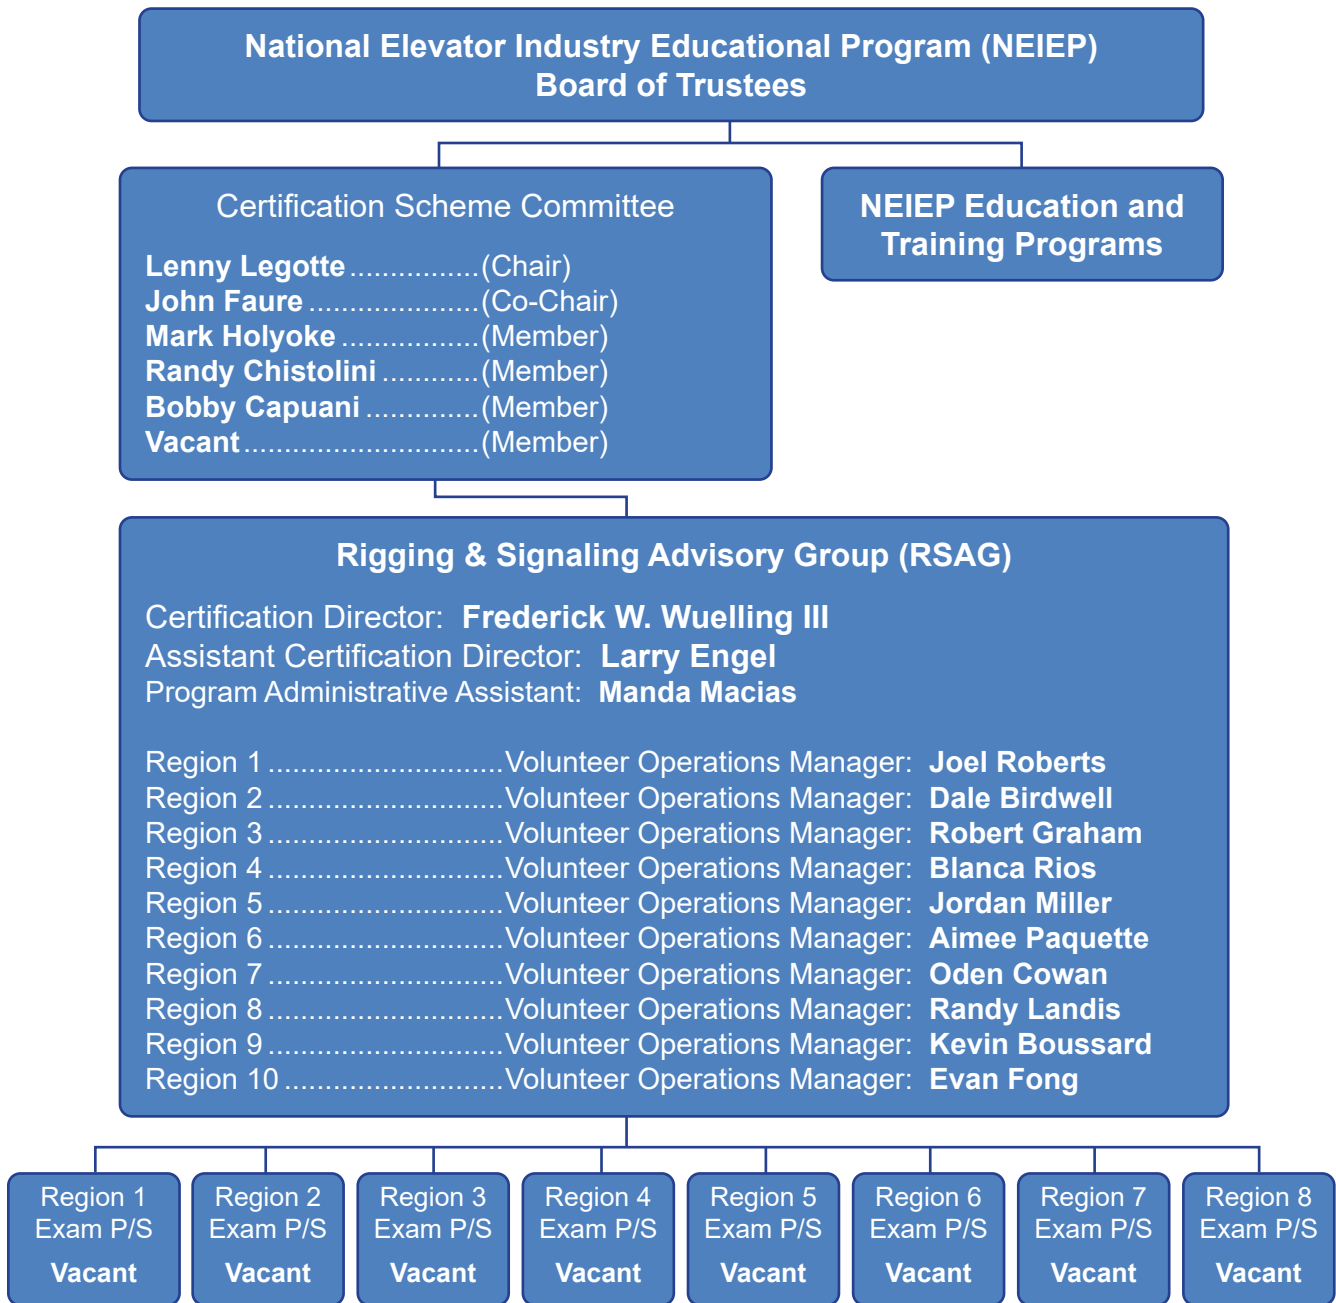 National Elevator Industry Educational Program (NEIEP)
Board of Trustees
Certification Scheme Committee
Lenny Legotte................(Chair)
John Faure.....................(Co-Chair)
Mark Holyoke.................(Member)
Randy Chistolini............(Member)
Bobby Capuani..............(Member)
Vacant.............................(Member)
NEIEP Education and
Training Programs
Rigging & Signaling Advisory Group (RSAG)
Certification Director: Frederick W. Wuelling III
Assistant Certification Director: Larry Engel
Program Administrative Assistant: Manda Macias
Region 1.............................Volunteer Operations Manager: Joel Roberts
Region 2.............................Volunteer Operations Manager: Dale Birdwell
Region 3.............................Volunteer Operations Manager: Robert Graham
Region 4.............................Volunteer Operations Manager: Blanca Rios
Region 5.............................Volunteer Operations Manager: Jordan Miller
Region 6.............................Volunteer Operations Manager: Aimee Paquette
Region 7.............................Volunteer Operations Manager: Oden Cowan
Region 8.............................Volunteer Operations Manager: Randy Landis
Region 9.............................Volunteer Operations Manager: Kevin Boussard
Region 10...........................Volunteer Operations Manager: Evan Fong
Region 1
Exam P/S
Vacant
Region 2
Exam P/S
Vacant
Region 3
Exam P/S
Vacant
Region 4
Exam P/S
Vacant
Region 5
Exam P/S
Vacant
Region 6
Exam P/S
Vacant
Region 7
Exam P/S
Vacant
Region 8
Exam P/S
Vacant